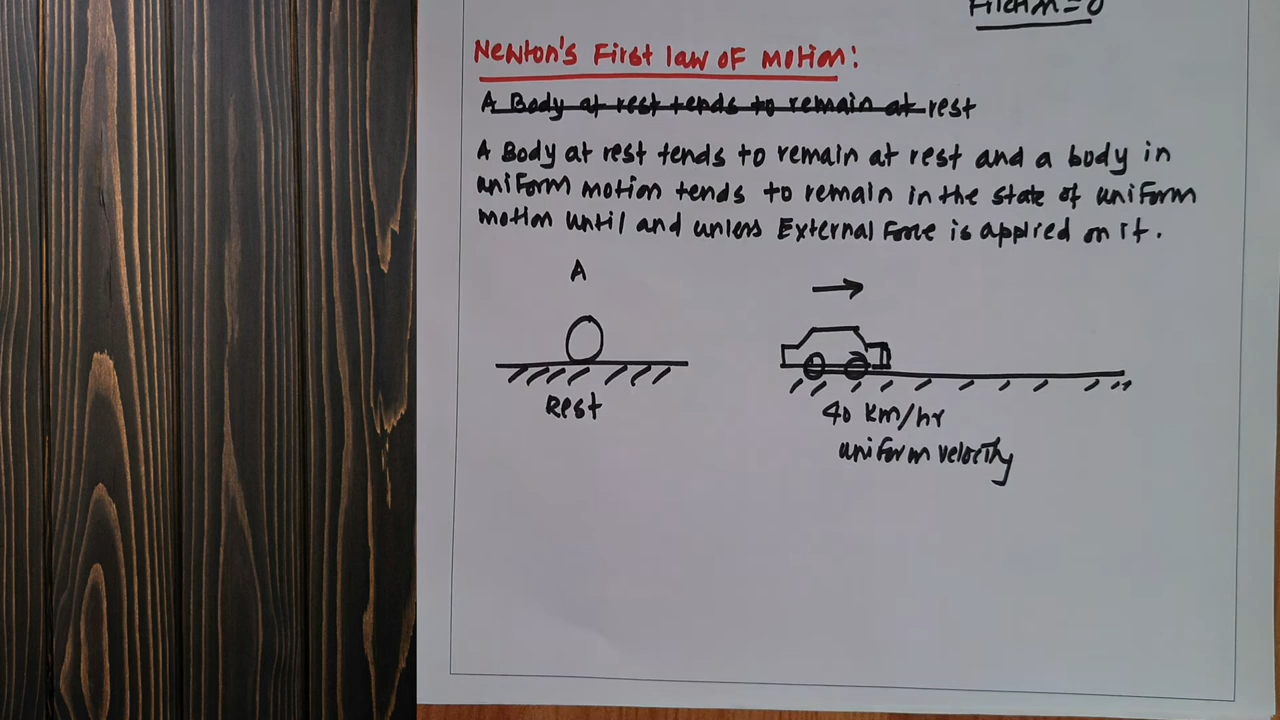 Newton's First law of motion:
A Body at rest tends to remain at rest
A Body at rest tends to remain at rest and a body in
uniform motion tends to remain in the state of uniform
motion until and unless External Force is applied on it.
A
Rest
40 km/hr
uniform velocity